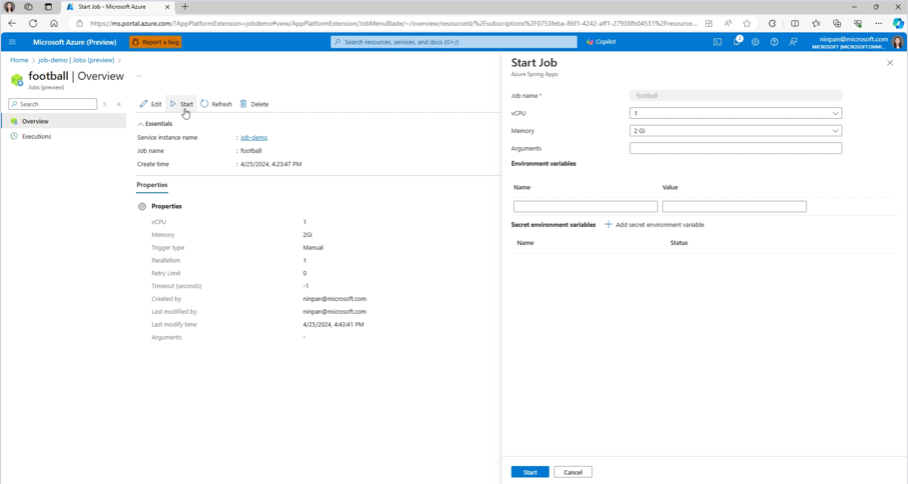 Start Job - Microsoft Azure
https://ms.portal.azure.com/?AppPlatformExtension=jobdemo#view/AppPlatformExtension/JobMenuBlade/~/overview/resourceId/%2Fsubscriptions%2F0753feba-86f1-4242-aff1-27938fb04531%2Fresource...
Microsoft Azure (Preview)
Report a bug
Search resources, services, and docs (G+/)
Copilot
2
ninpan@microsoft.com
MICROSOFT (MICROSOFT.ONMI...
Home > job-demo | Jobs (preview) >
football | Overview ...
Jobs (preview)
Search
Overview
Executions
Edit Start Refresh Delete
Essentials
Service instance name : job-demo
Job name : football
Create time : 4/25/2024, 4:23:47 PM
Properties
Properties
vCPU 1
Memory 2Gi
Trigger type Manual
Parallelism 1
Retry Limit 0
Timeout (seconds) -1
Created by ninpan@microsoft.com
Last modified by ninpan@microsoft.com
Last modify time 4/25/2024, 4:43:41 PM
Arguments -
Start Job
Azure Spring Apps
Job name * football
vCPU 1
Memory 2 Gi
Arguments
Environment variables
Name Value
Secret environment variables + Add secret environment variable
Name Status
Start Cancel